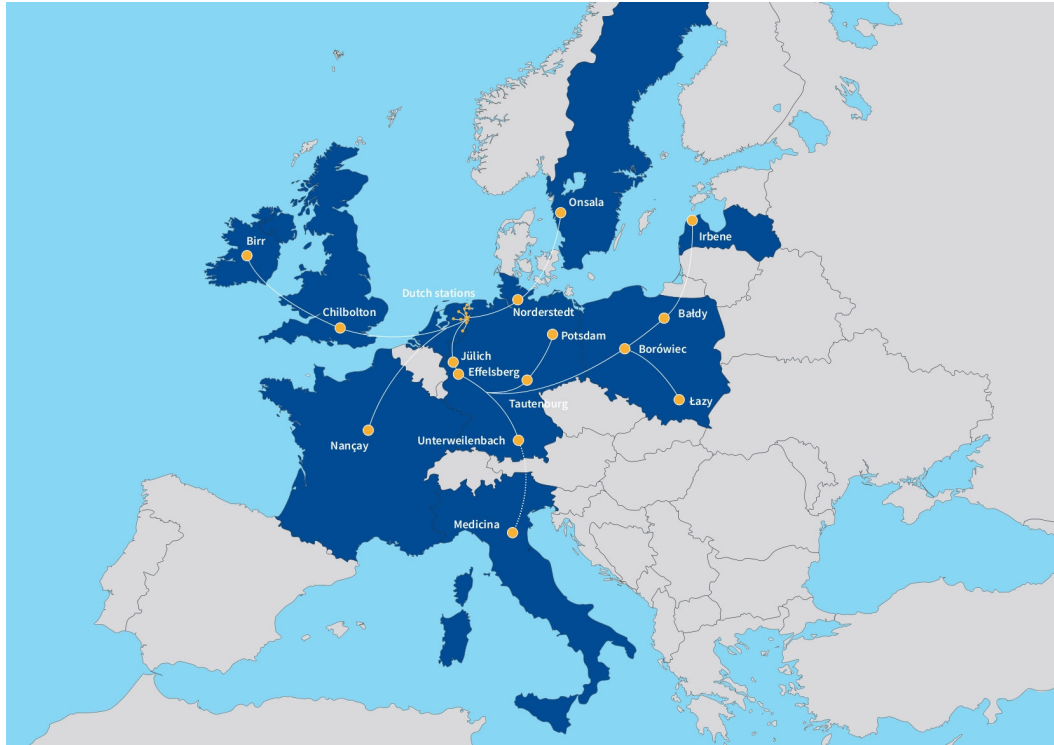 Onsala
Irbene
Birr
Dutch stations
Chilbolton
Norderstedt
Bałdy
Potsdam
Jülich
Borówiec
Effelsberg
Tautenburg
Łazy
Nançay
Unterweilenbach
Medicina